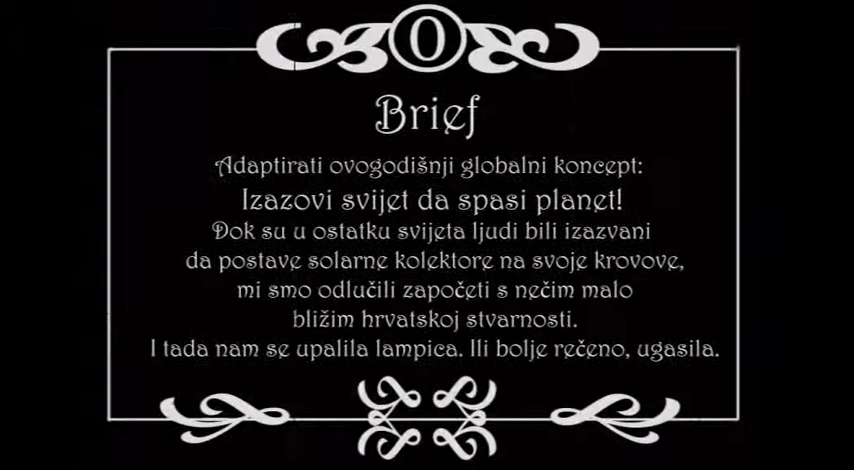 O
Brief
Adaptirati ovogodišnji globalni koncept:
Izazovi svijet da spasi planet!
Dok su u ostatku svijeta ljudi bili izazvani
da postave solarne kolektore na svoje krovove,
mi smo odlučili započeti s nečim malo
bližim hrvatskoj stvarnosti.
I tada nam se upalila lampica. Ili bolje rečeno, ugasila.